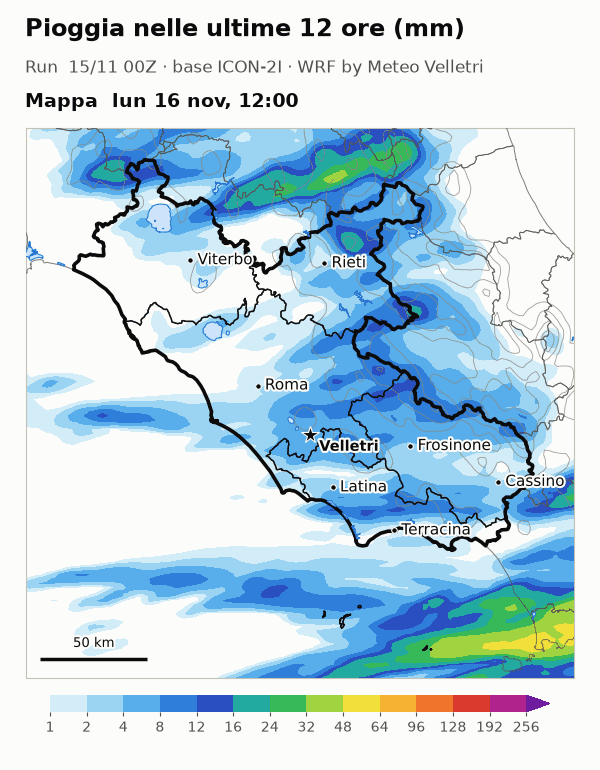 Pioggia nelle ultime 12 ore (mm)
Run  15/11 00Z · base ICON-2I · WRF by Meteo Velletri
Mappa  lun 16 nov, 12:00
Viterbo
Rieti
Roma
Velletri
Frosinone
Cassino
Latina
Terracina
50 km
1 2 4 8 12 16 24 32 48 64 96 128 192 256